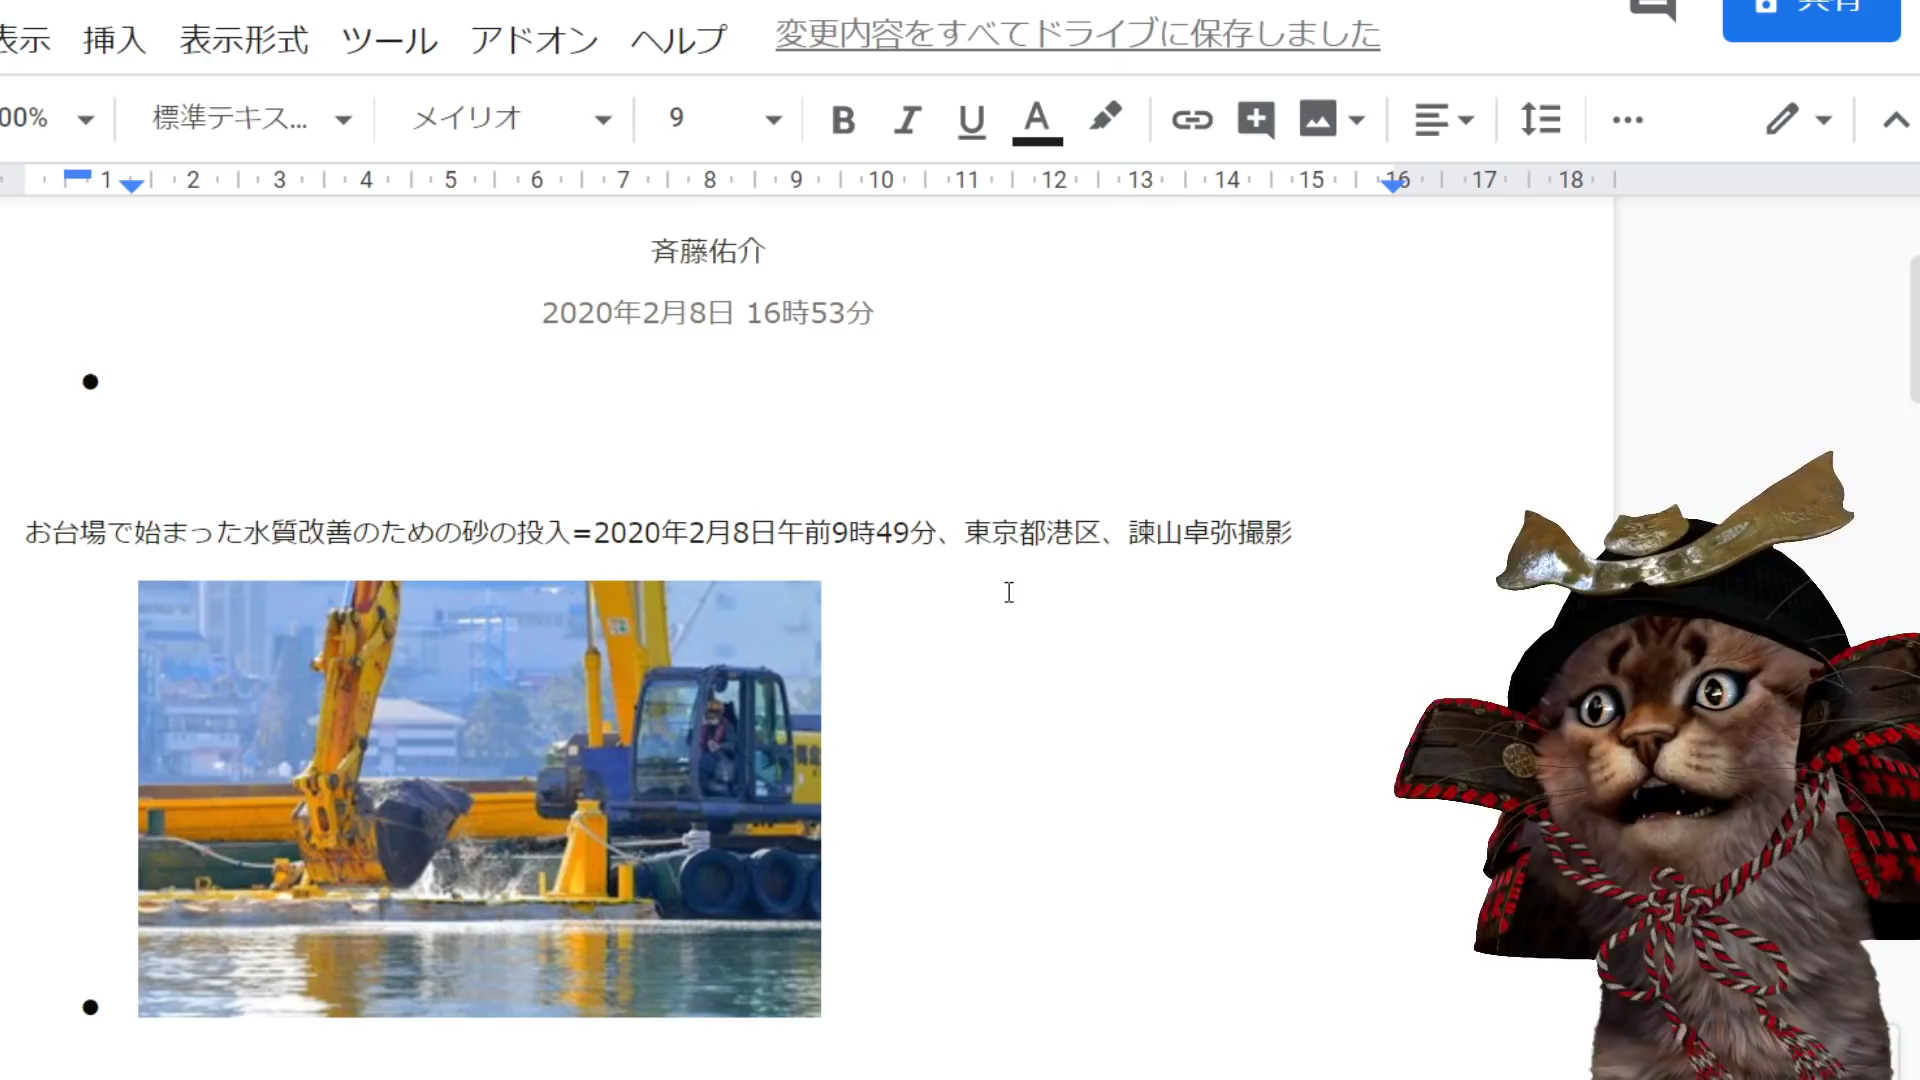 表示 挿入 表示形式 ツール アドオン ヘルプ 変更内容をすべてドライブに保存しました 共有
00% 標準テキス... メイリオ 9 B I U A
1 2 3 4 5 6 7 8 9 10 11 12 13 14 15 16 17 18
斉藤佑介
2020年2月8日 16時53分
お台場で始まった水質改善のための砂の投入=2020年2月8日午前9時49分、東京都港区、諫山卓弥撮影